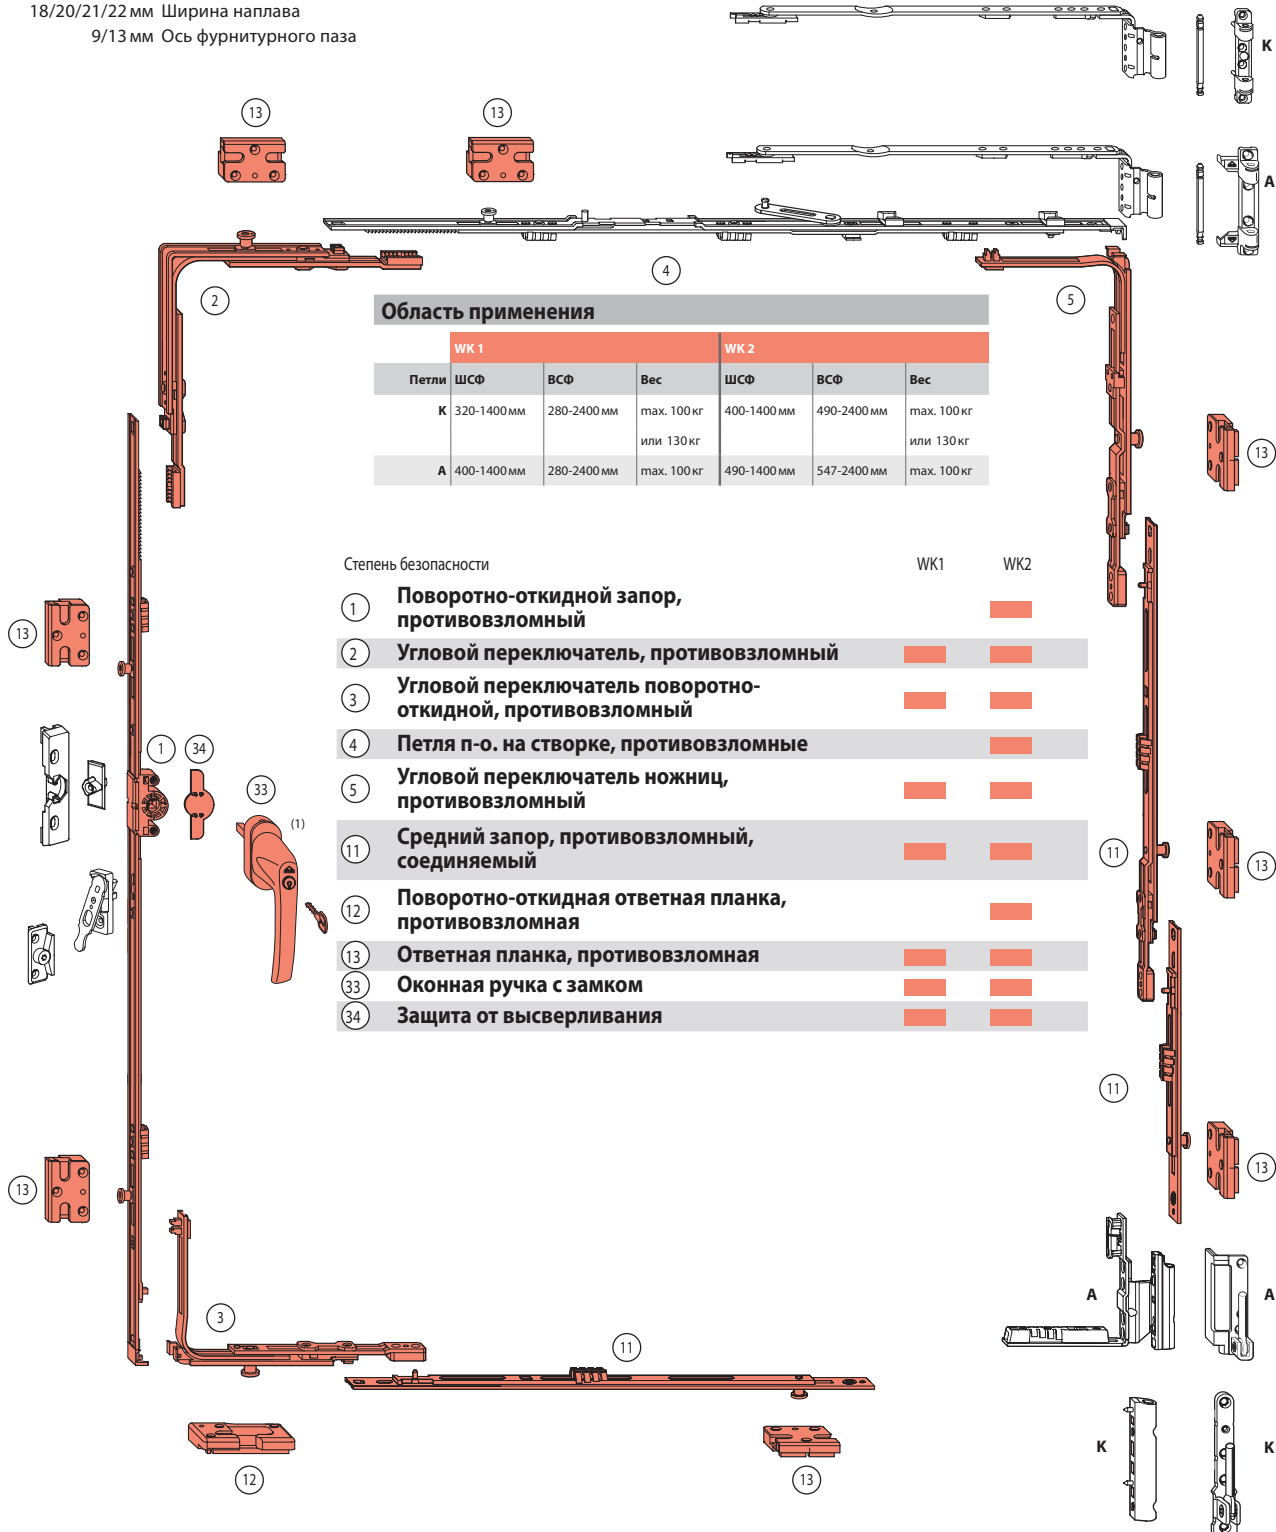 18/20/21/22 мм Ширина наплава
9/13 мм Ось фурнитурного паза
K
13
13
A
4
2
5
Область применения
WK 1 WK 2
Петли ШСФ ВСФ Вес ШСФ ВСФ Вес
K 320-1400 мм 280-2400 мм max. 100 кг 400-1400 мм 490-2400 мм max. 100 кг
или 130 кг или 130 кг
A 400-1400 мм 280-2400 мм max. 100 кг 490-1400 мм 547-2400 мм max. 100 кг
13
Степень безопасности WK1 WK2
1 Поворотно-откидной запор,
противовзломный
2 Угловой переключатель, противовзломный
3 Угловой переключатель поворотно-
откидной, противовзломный
4 Петля п-о. на створке, противовзломные
5 Угловой переключатель ножниц,
противовзломный
11 Средний запор, противовзломный,
соединяемый
12 Поворотно-откидная ответная планка,
противовзломная
13 Ответная планка, противовзломная
33 Оконная ручка с замком
34 Защита от высверливания
13
1
34
33
(1)
11
13
11
13
13
A
A
3
11
K
K
12
13